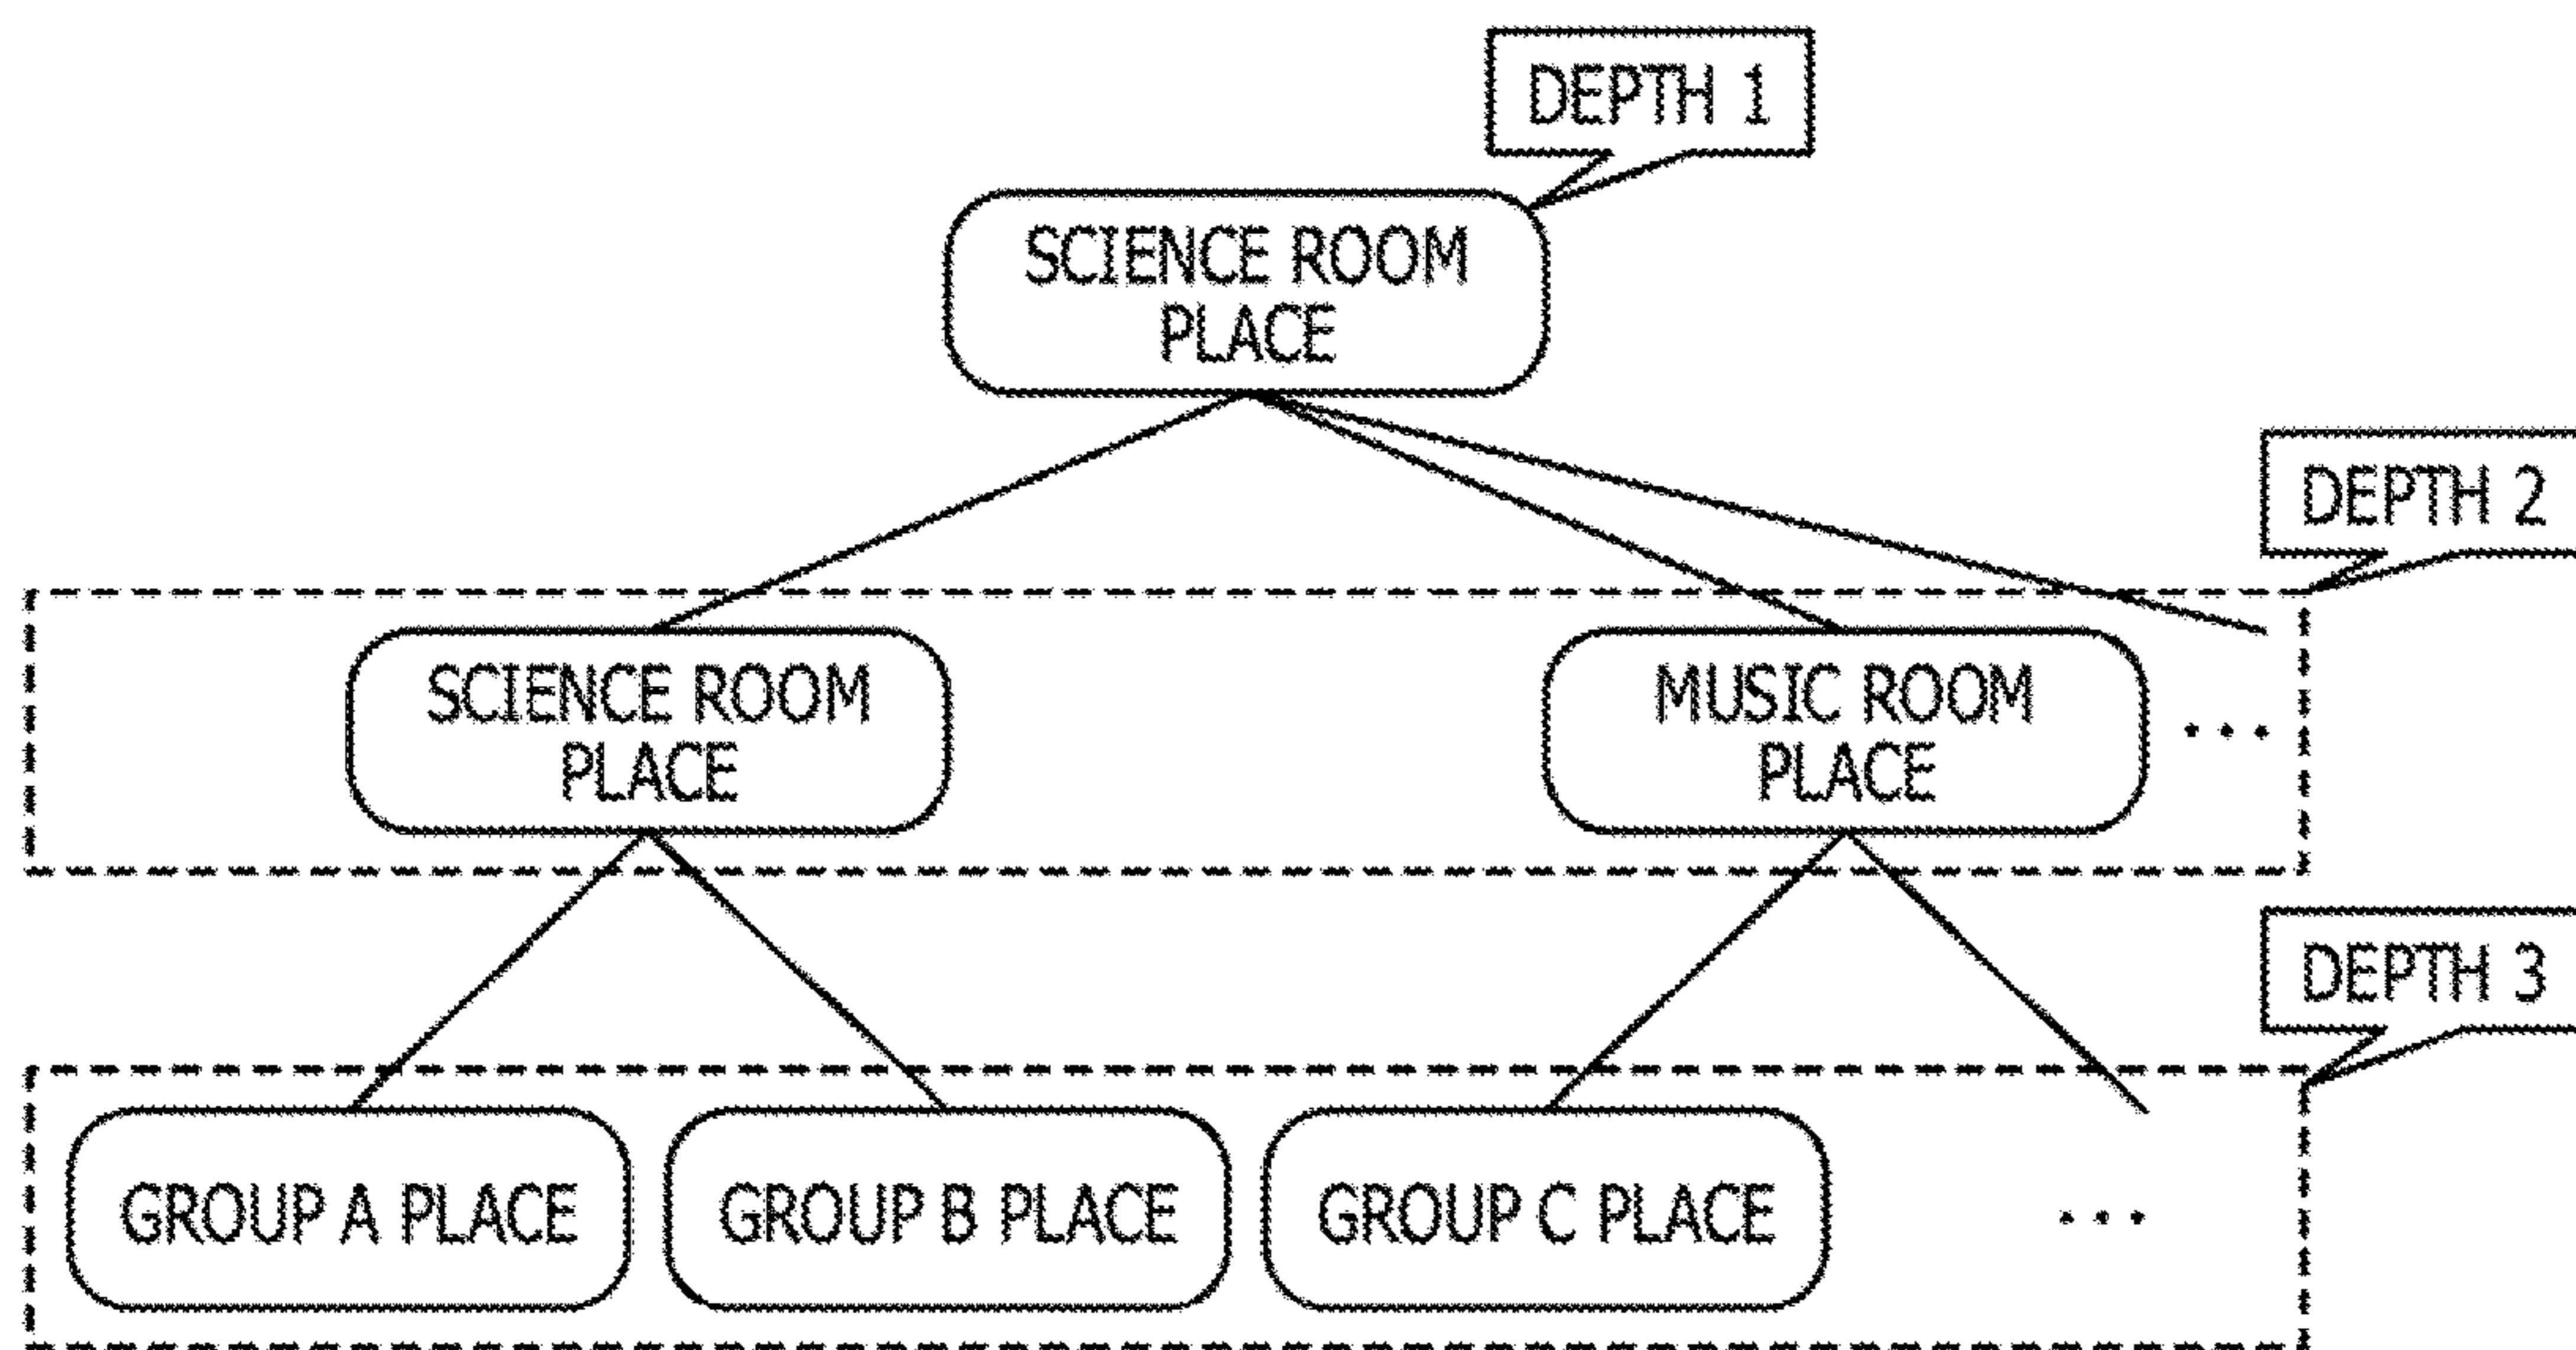 DEPTH 1
SCIENCE ROOM
PLACE
DEPTH 2
SCIENCE ROOM
PLACE
MUSIC ROOM
PLACE
...
DEPTH 3
GROUP A PLACE
GROUP B PLACE
GROUP C PLACE
...